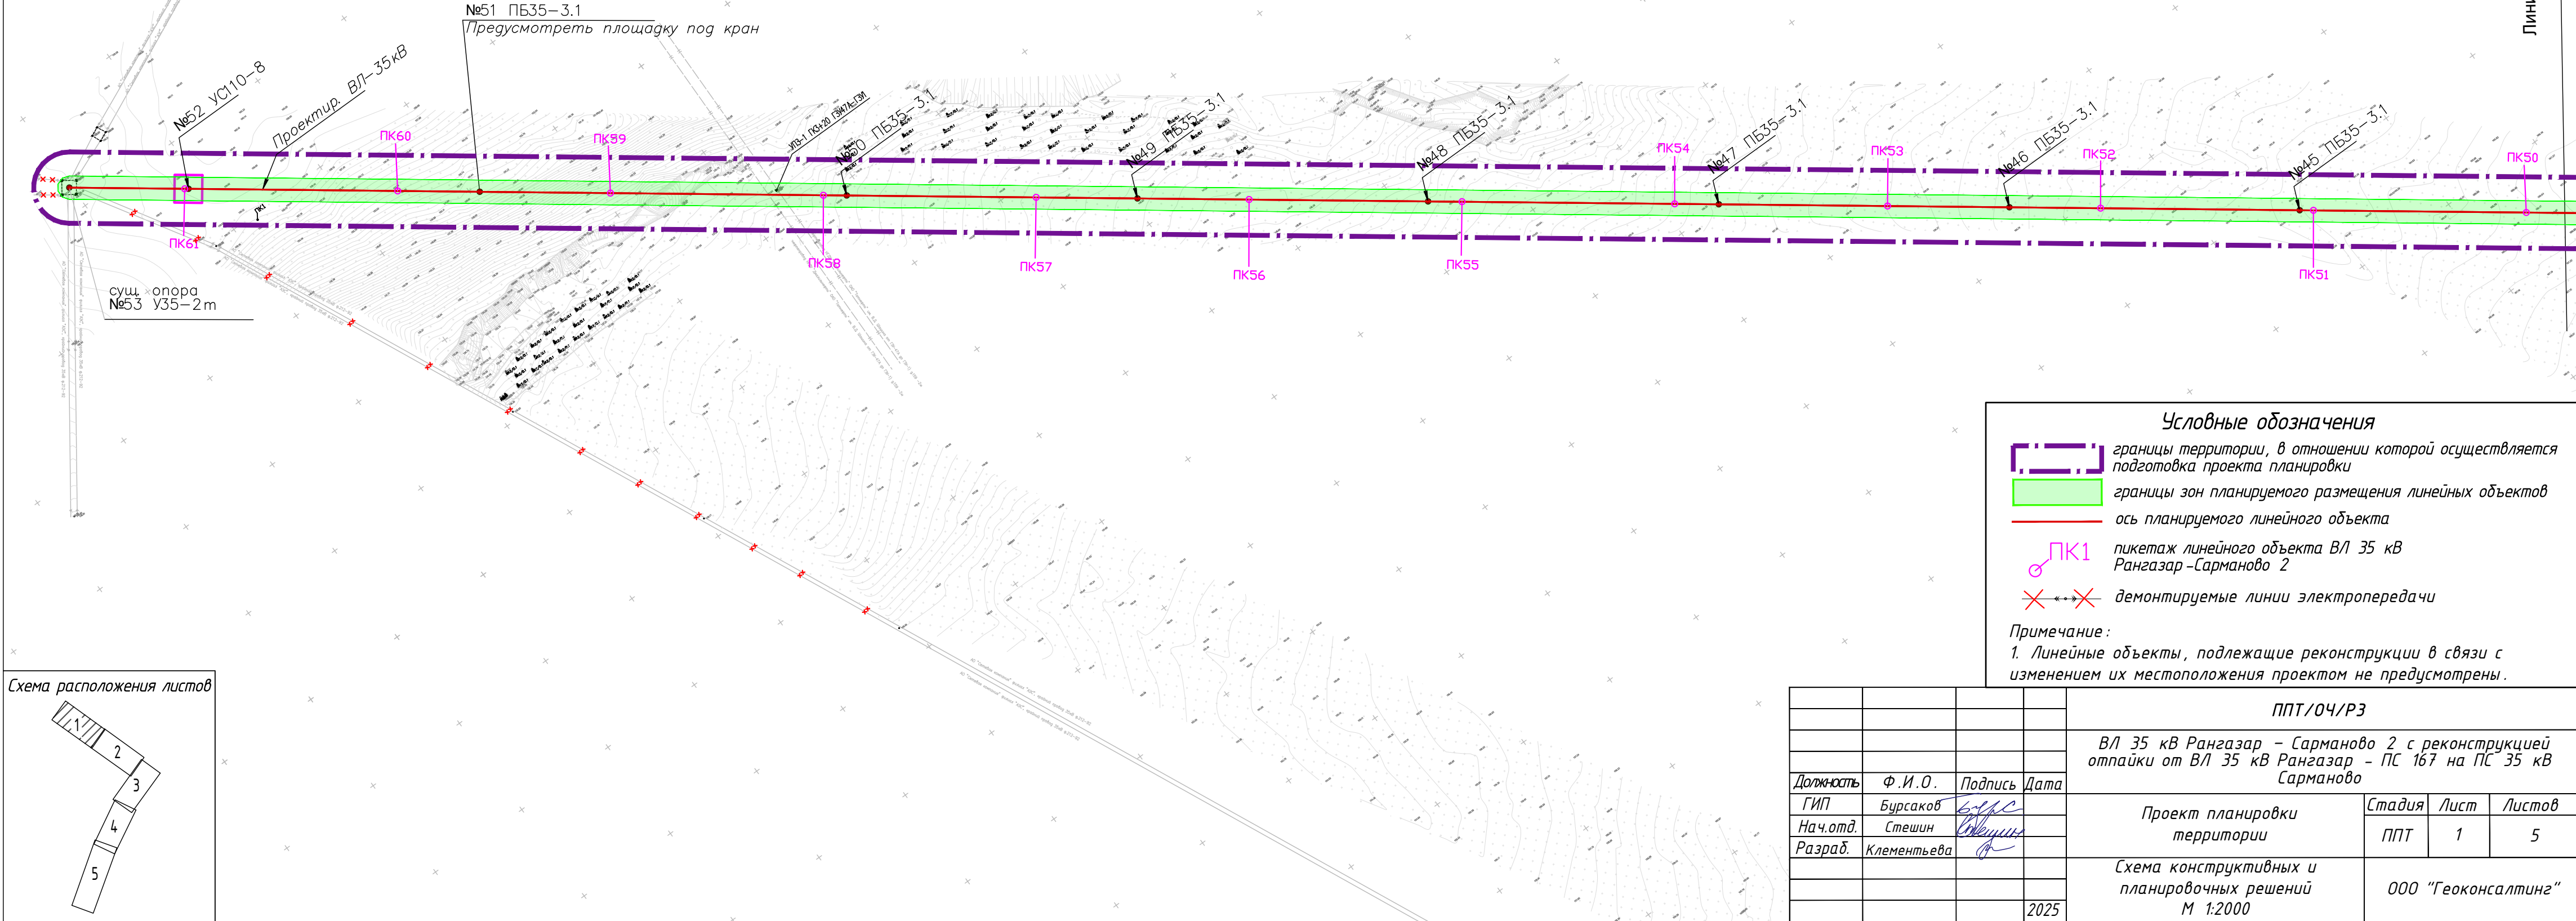 №51 ПБ35-3.1
Предусмотреть площадку под кран
№52 УС110-8
Проектир. ВЛ-35кВ
ПК60
ПК59
№50 ПБ35-3.1
№49 ПБ35-3.1
№48 ПБ35-3.1
ПК54
№47 ПБ35-3.1
ПК53
№46 ПБ35-3.1
ПК52
№45 ПБ35-3.1
ПК50
ПК1
ПК61
ПК58
ПК57
ПК56
ПК55
ПК51
сущ. опора
№53 У35-2т
Условные обозначения
границы территории, в отношении которой осуществляется
подготовка проекта планировки
границы зон планируемого размещения линейных объектов
ось планируемого линейного объекта
ПК1
пикетаж линейного объекта ВЛ 35 кВ
Рангазар-Сарманово 2
демонтируемые линии электропередачи
Примечание:
1. Линейные объекты, подлежащие реконструкции в связи с
изменением их местоположения проектом не предусмотрены.
Схема расположения листов
1
2
3
4
5
ППТ/ОЧ/РЗ
ВЛ 35 кВ Рангазар - Сарманово 2 с реконструкцией
отпайки от ВЛ 35 кВ Рангазар - ПС 167 на ПС 35 кВ
Сарманово
Должность Ф.И.О. Подпись Дата
ГИП Бурсаков
Нач.отд. Стешин
Разраб. Клементьева
2025
Проект планировки
территории
Стадия Лист Листов
ППТ 1 5
Схема конструктивных и
планировочных решений
М 1:2000
ООО "Геоконсалтинг"